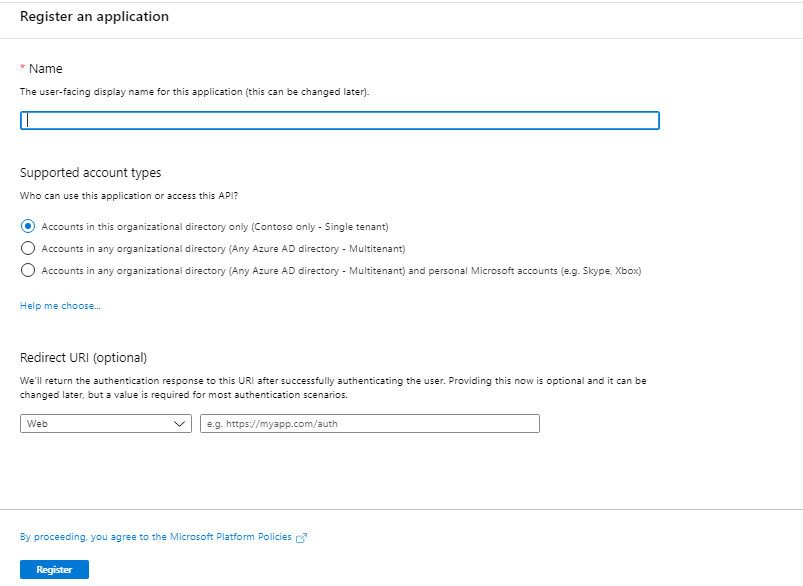 Register an application
* Name
The user-facing display name for this application (this can be changed later).
Supported account types
Who can use this application or access this API?
Accounts in this organizational directory only (Contoso only - Single tenant)
Accounts in any organizational directory (Any Azure AD directory - Multitenant)
Accounts in any organizational directory (Any Azure AD directory - Multitenant) and personal Microsoft accounts (e.g. Skype, Xbox)
Help me choose...
Redirect URI (optional)
We'll return the authentication response to this URI after successfully authenticating the user. Providing this now is optional and it can be
changed later, but a value is required for most authentication scenarios.
Web e.g. https://myapp.com/auth
By proceeding, you agree to the Microsoft Platform Policies
Register